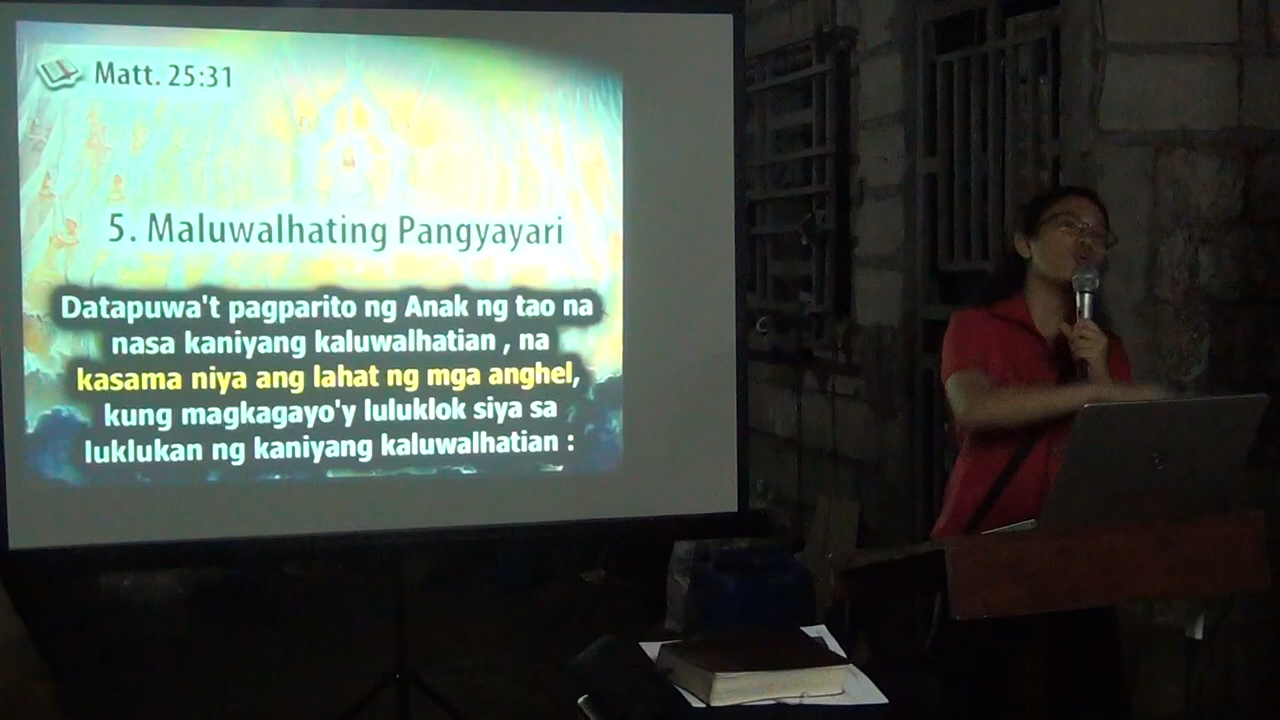 Matt. 25:31
5. Maluwalhating Pangyayari
Datapuwa't pagparito ng Anak ng tao na
nasa kaniyang kaluwalhatian , na
kasama niya ang lahat ng mga anghel,
kung magkagayo'y luluklok siya sa
luklukan ng kaniyang kaluwalhatian :